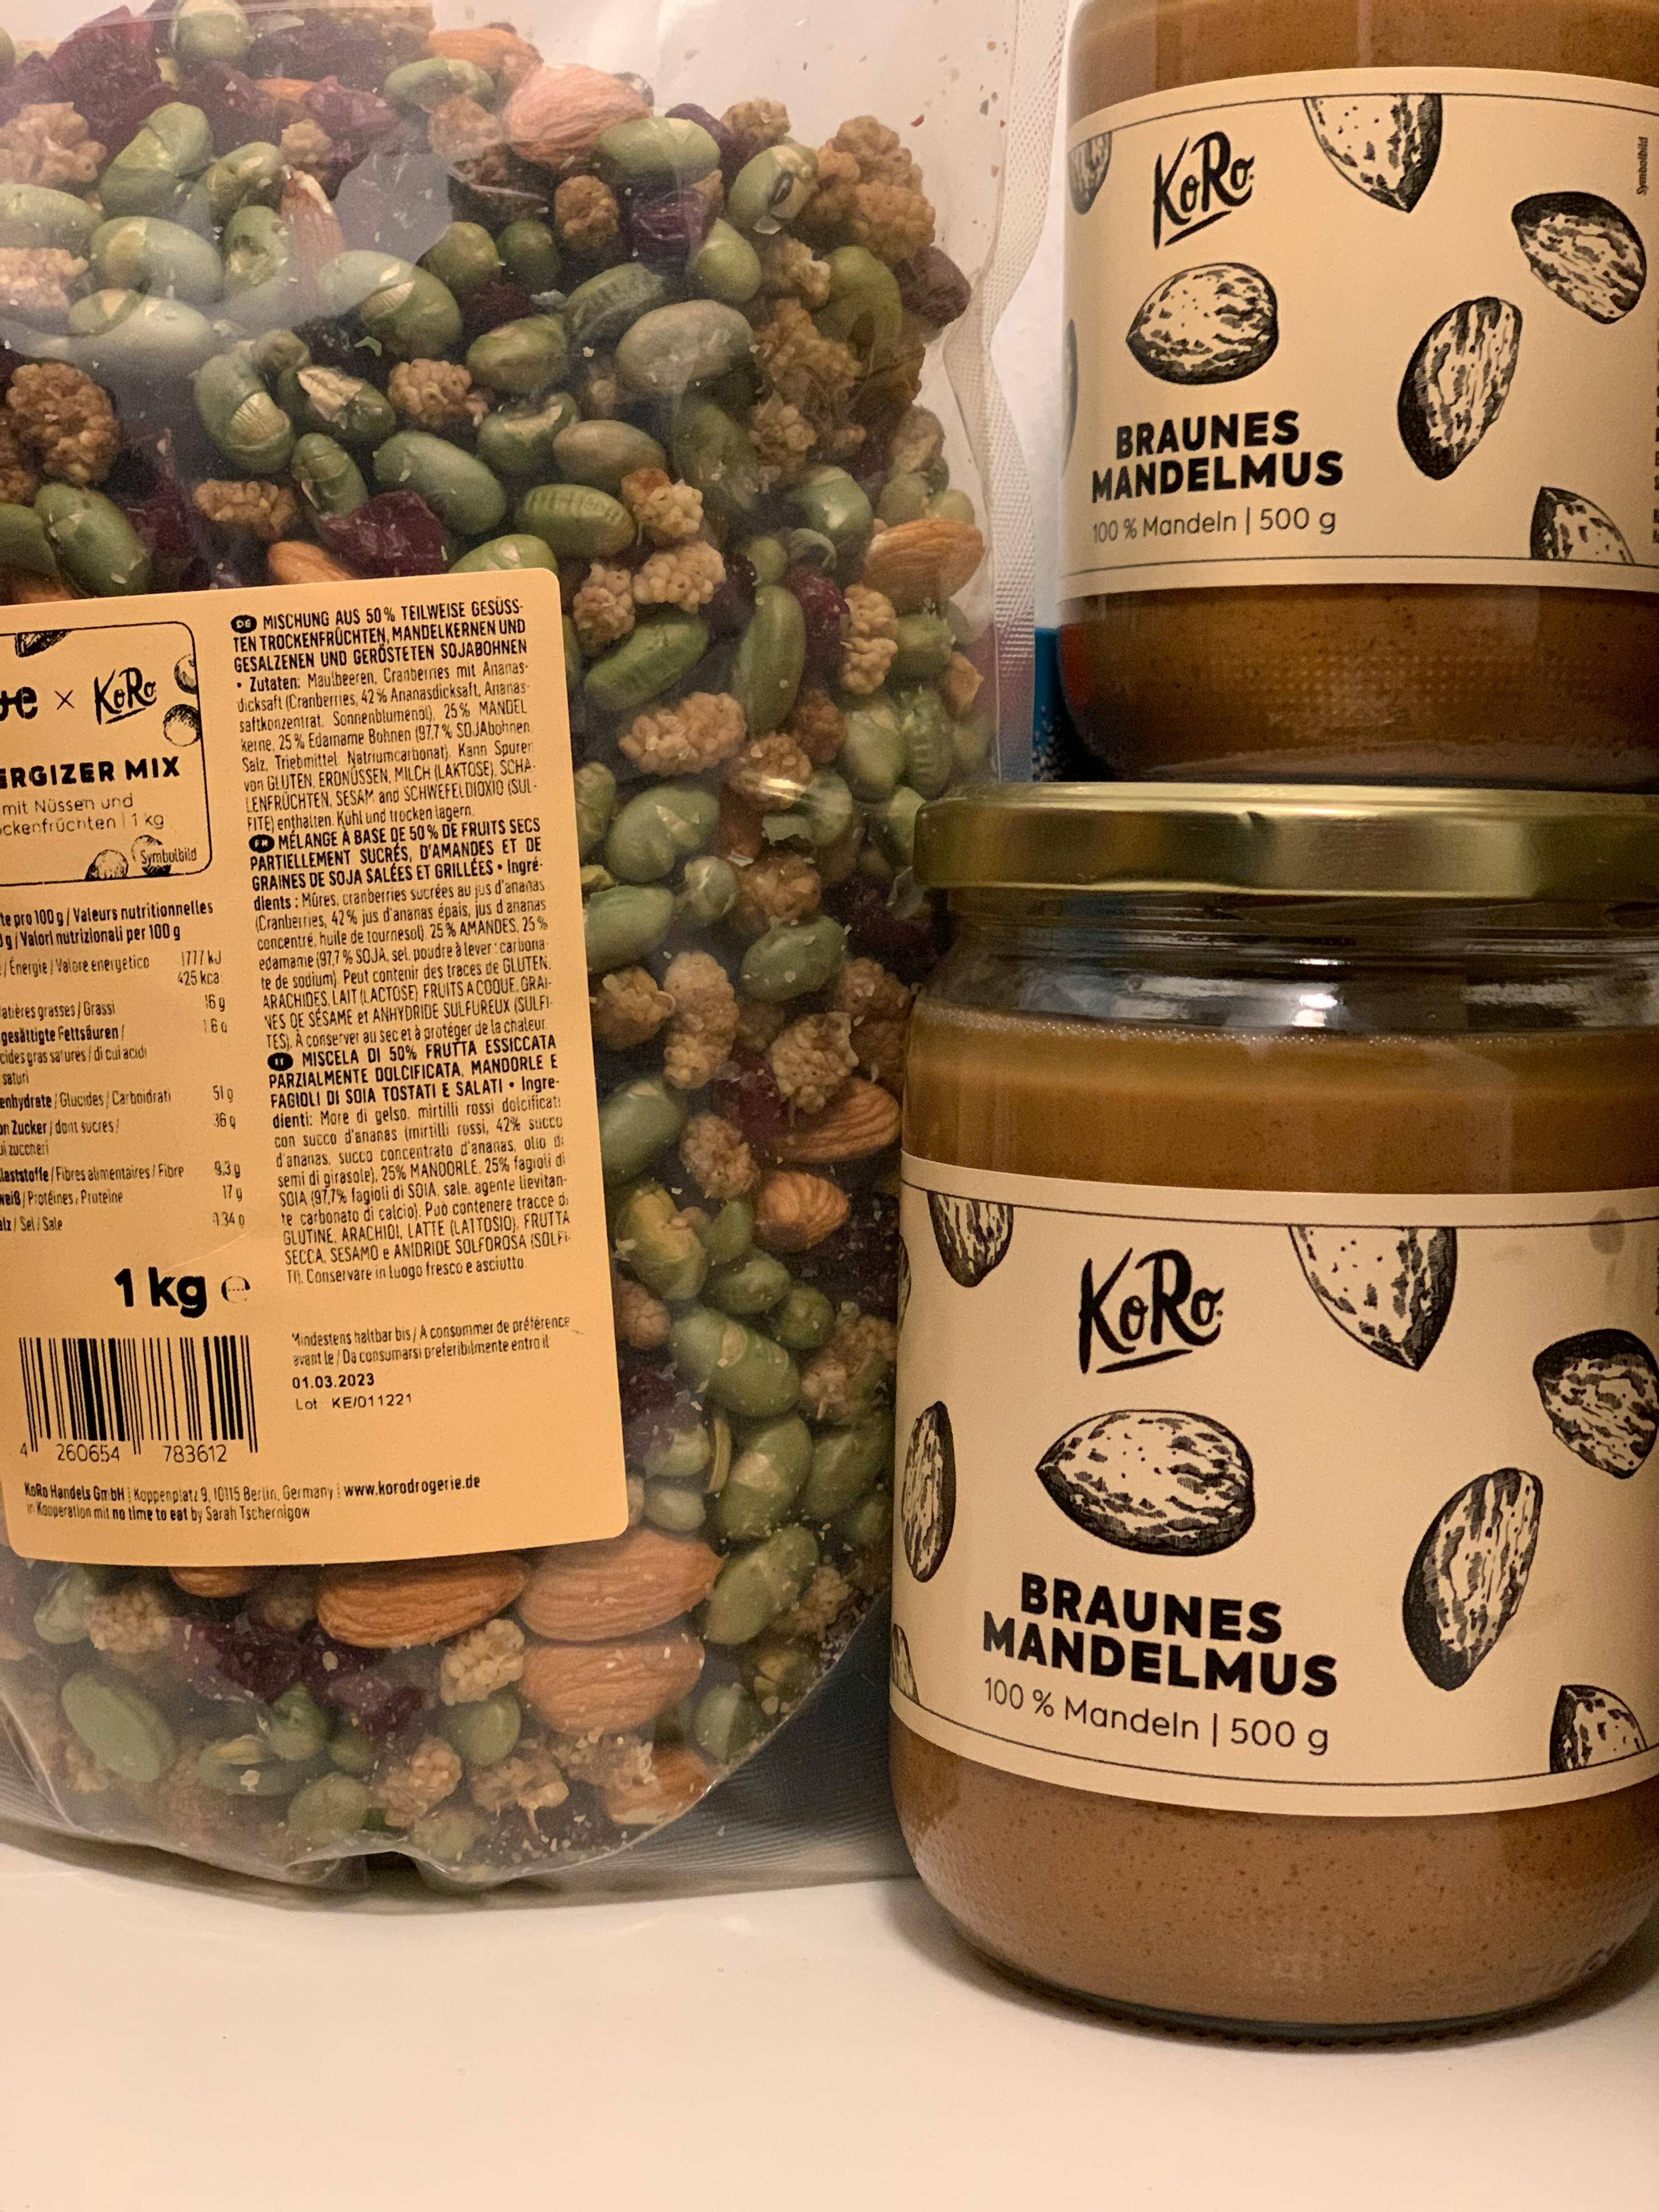 KoRo
ERGIZER MIX
mit Nüssen und
ckenfrüchten | 1 kg
Symbolbild
te pro 100 g / Valeurs nutritionnelles
g / Valori nutrizionali per 100 g
/ Énergie / Valore energetico 1777 kJ
425 kca
atières grasses / Grassi 16 g
gesättigte Fettsäuren / 1.6 g
cides gras satures / di cui acidi
saturi
enhydrate / Glucides / Carboidrati 51 g
on Zucker / dont sucres / 36 g
ui zuccheri
laststoffe / Fibres alimentaires / Fibre 9,3 g
weiß / Protéines / Proteine 17 g
alz / Sel / Sale
1 kg e
4 260654 783612
DE MISCHUNG AUS 50% TEILWEISE GESÜSS-
TEN TROCKENFRÜCHTEN, MANDELKERNEN UND
GESALZENEN UND GERÖSTETEN SOJABOHNEN
• Zutaten: Maulbeeren, Cranberries mit Ananas-
dicksaft (Cranberries, 42% Ananasdicksaft, Ananas-
saftkonzentrat, Sonnenblumenöl), 25% MANDEL
kerne, 25% Edamame Bohnen (97,7% SOJAbohnen,
Salz, Triebmittel: Natriumcarbonat). Kann Spuren
von GLUTEN, ERDNÜSSEN, MILCH (LAKTOSE), SCHA-
LENFRÜCHTEN, SESAM and SCHWEFELDIOXID (SUL-
FITE) enthalten. Kühl und trocken lagern.
FR MÉLANGE À BASE DE 50% DE FRUITS SECS
PARTIELLEMENT SUCRÉS, D'AMANDES ET DE
GRAINES DE SOJA SALÉES ET GRILLÉES • Ingré-
dients : Mûres, cranberries sucrées au jus d'ananas
(Cranberries, 42% jus d'ananas épais, jus d'ananas
concentré, huile de tournesol), 25% AMANDES, 25%
edamame (97,7% SOJA, sel, poudre à lever : carbona-
te de sodium). Peut contenir des traces de GLUTEN,
ARACHIDES, LAIT (LACTOSE), FRUITS A COQUE, GRAI-
NES DE SÉSAME et ANHYDRIDE SULFUREUX (SULFI-
TES). À conserver au sec et à protéger de la chaleur.
IT MISCELA DI 50% FRUTTA ESSICCATA
PARZIALMENTE DOLCIFICATA, MANDORLE E
FAGIOLI DI SOIA TOSTATI E SALATI • Ingre-
dienti: More di gelso, mirtilli rossi dolcificati
con succo d'ananas (mirtilli rossi, 42% succo
d'ananas, succo concentrato d'ananas, olio di
semi di girasole), 25% MANDORLE, 25% fagioli di
SOIA (97,7% fagioli di SOIA, sale, agente lievitan-
te carbonato di calcio). Può contenere tracce di
GLUTINE, ARACHIDI, LATTE (LATTOSIO), FRUTTA
SECCA, SESAMO e ANIDRIDE SOLFOROSA (SOLFI-
TI). Conservare in luogo fresco e asciutto
Mindestens haltbar bis / A consommer de préférence
avant le / Da consumarsi preferibilmente entro il
01.03.2023
Lot KE/011221
KoRo Handels GmbH | Koppenplatz 9, 10115 Berlin, Germany | www.korodrogerie.de
in Kooperation mit no time to eat by Sarah Tschernigow
KoRo
Symbolbild
BRAUNES
MANDELMUS
100 % Mandeln | 500 g
KoRo
BRAUNES
MANDELMUS
100 % Mandeln | 500 g